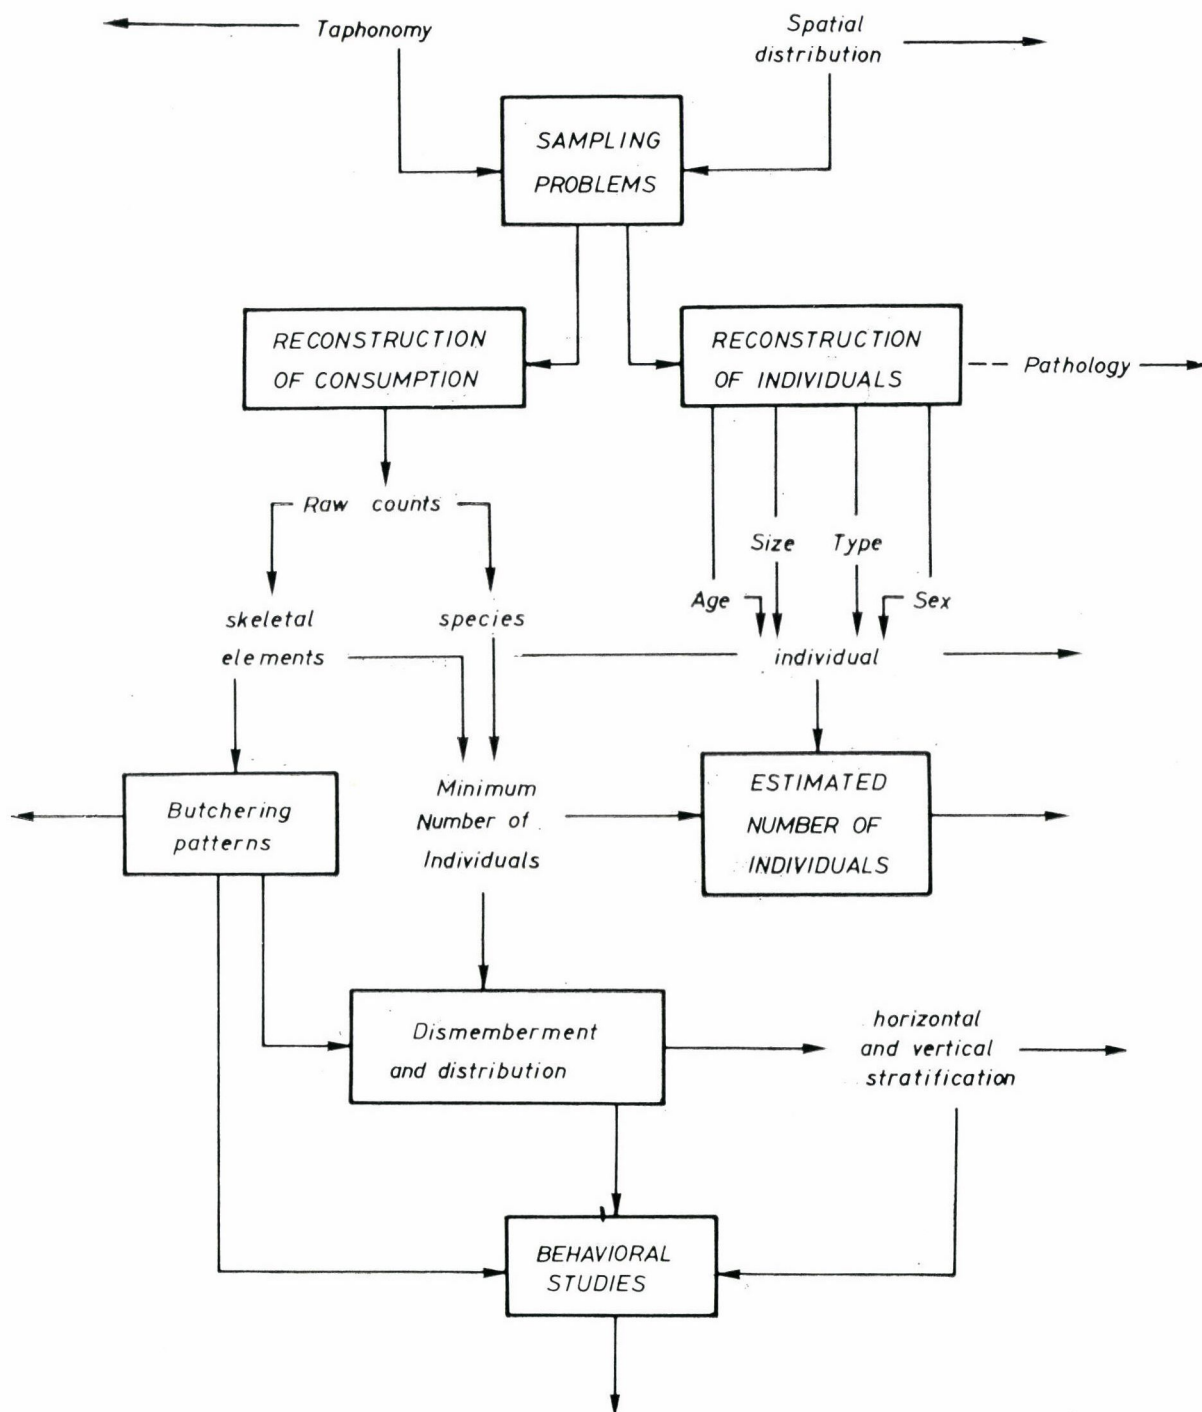 Taphonomy
Spatial
distribution
SAMPLING
PROBLEMS
RECONSTRUCTION
OF CONSUMPTION
RECONSTRUCTION
OF INDIVIDUALS
Pathology
Raw counts
Size
Type
Age
Sex
skeletal
elements
species
individual
Butchering
patterns
Minimum
Number of
Individuals
ESTIMATED
NUMBER OF
INDIVIDUALS
Dismemberment
and distribution
horizontal
and vertical
stratification
BEHAVIORAL
STUDIES